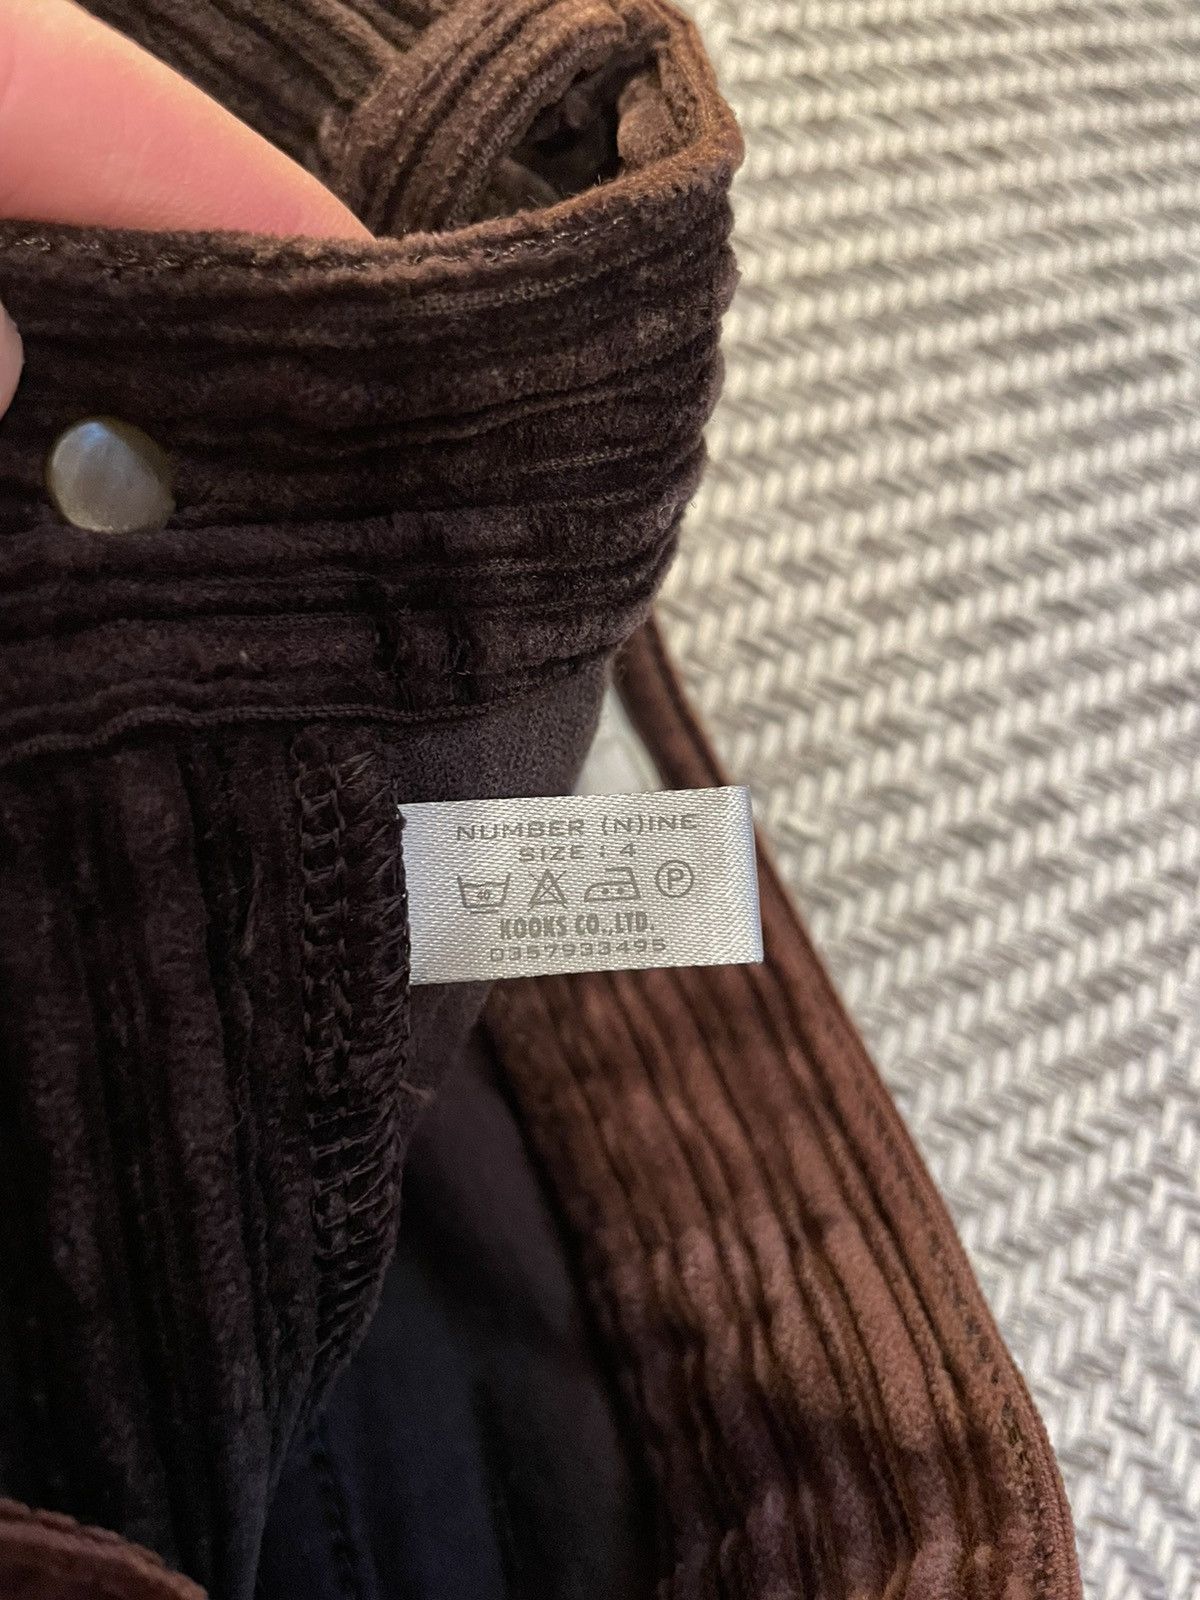 NUMBER (N)INE
SIZE : 4
P
KOOKS CO.,LTD.
0357933495